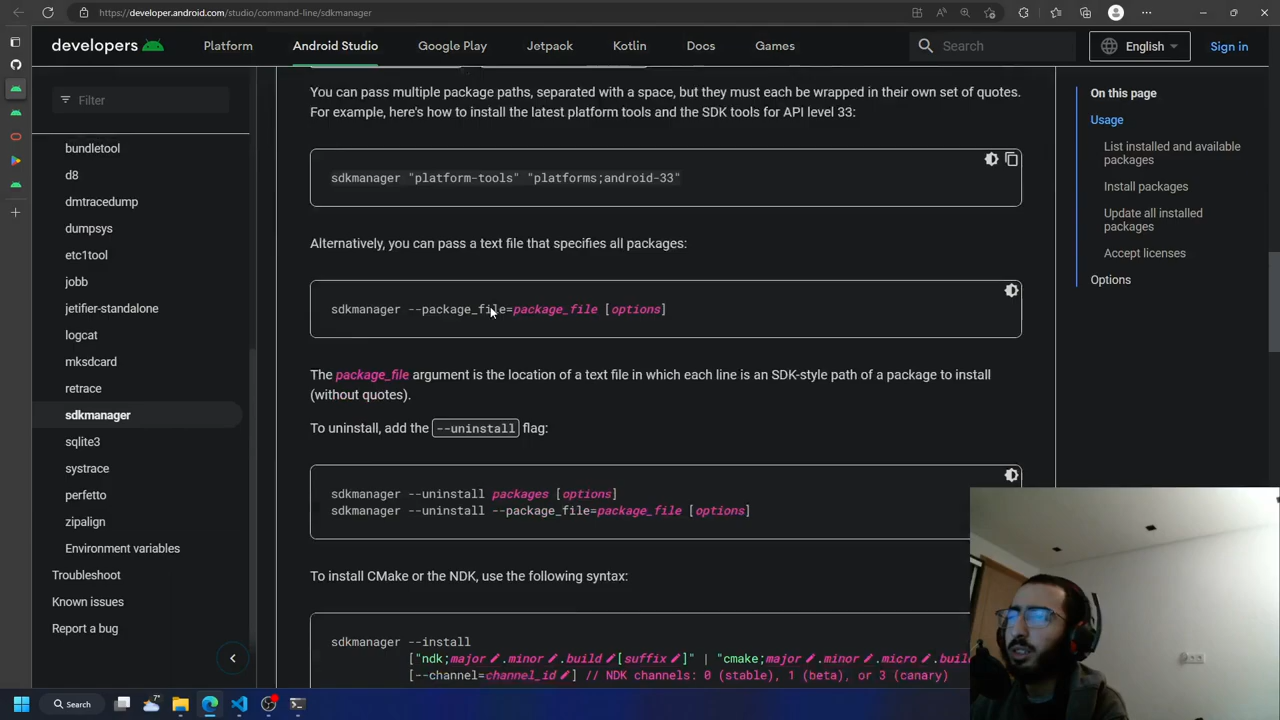 https://developer.android.com/studio/command-line/sdkmanager
developers
Platform
Android Studio
Google Play
Jetpack
Kotlin
Docs
Games
Search
English
Sign in
Filter
bundletool
d8
dmtracedump
dumpsys
etc1tool
jobb
jetifier-standalone
logcat
mksdcard
retrace
sdkmanager
sqlite3
systrace
perfetto
zipalign
Environment variables
Troubleshoot
Known issues
Report a bug
You can pass multiple package paths, separated with a space, but they must each be wrapped in their own set of quotes.
For example, here's how to install the latest platform tools and the SDK tools for API level 33:
sdkmanager "platform-tools" "platforms;android-33"
Alternatively, you can pass a text file that specifies all packages:
sdkmanager --package_file=package_file [options]
The package_file argument is the location of a text file in which each line is an SDK-style path of a package to install
(without quotes).
To uninstall, add the --uninstall flag:
sdkmanager --uninstall packages [options]
sdkmanager --uninstall --package_file=package_file [options]
To install CMake or the NDK, use the following syntax:
sdkmanager --install
["ndk;major.minor.build[suffix]" | "cmake;major.minor.micro.build
[--channel=channel_id] // NDK channels: 0 (stable), 1 (beta), or 3 (canary)
On this page
Usage
List installed and available
packages
Install packages
Update all installed
packages
Accept licenses
Options
Search
7°